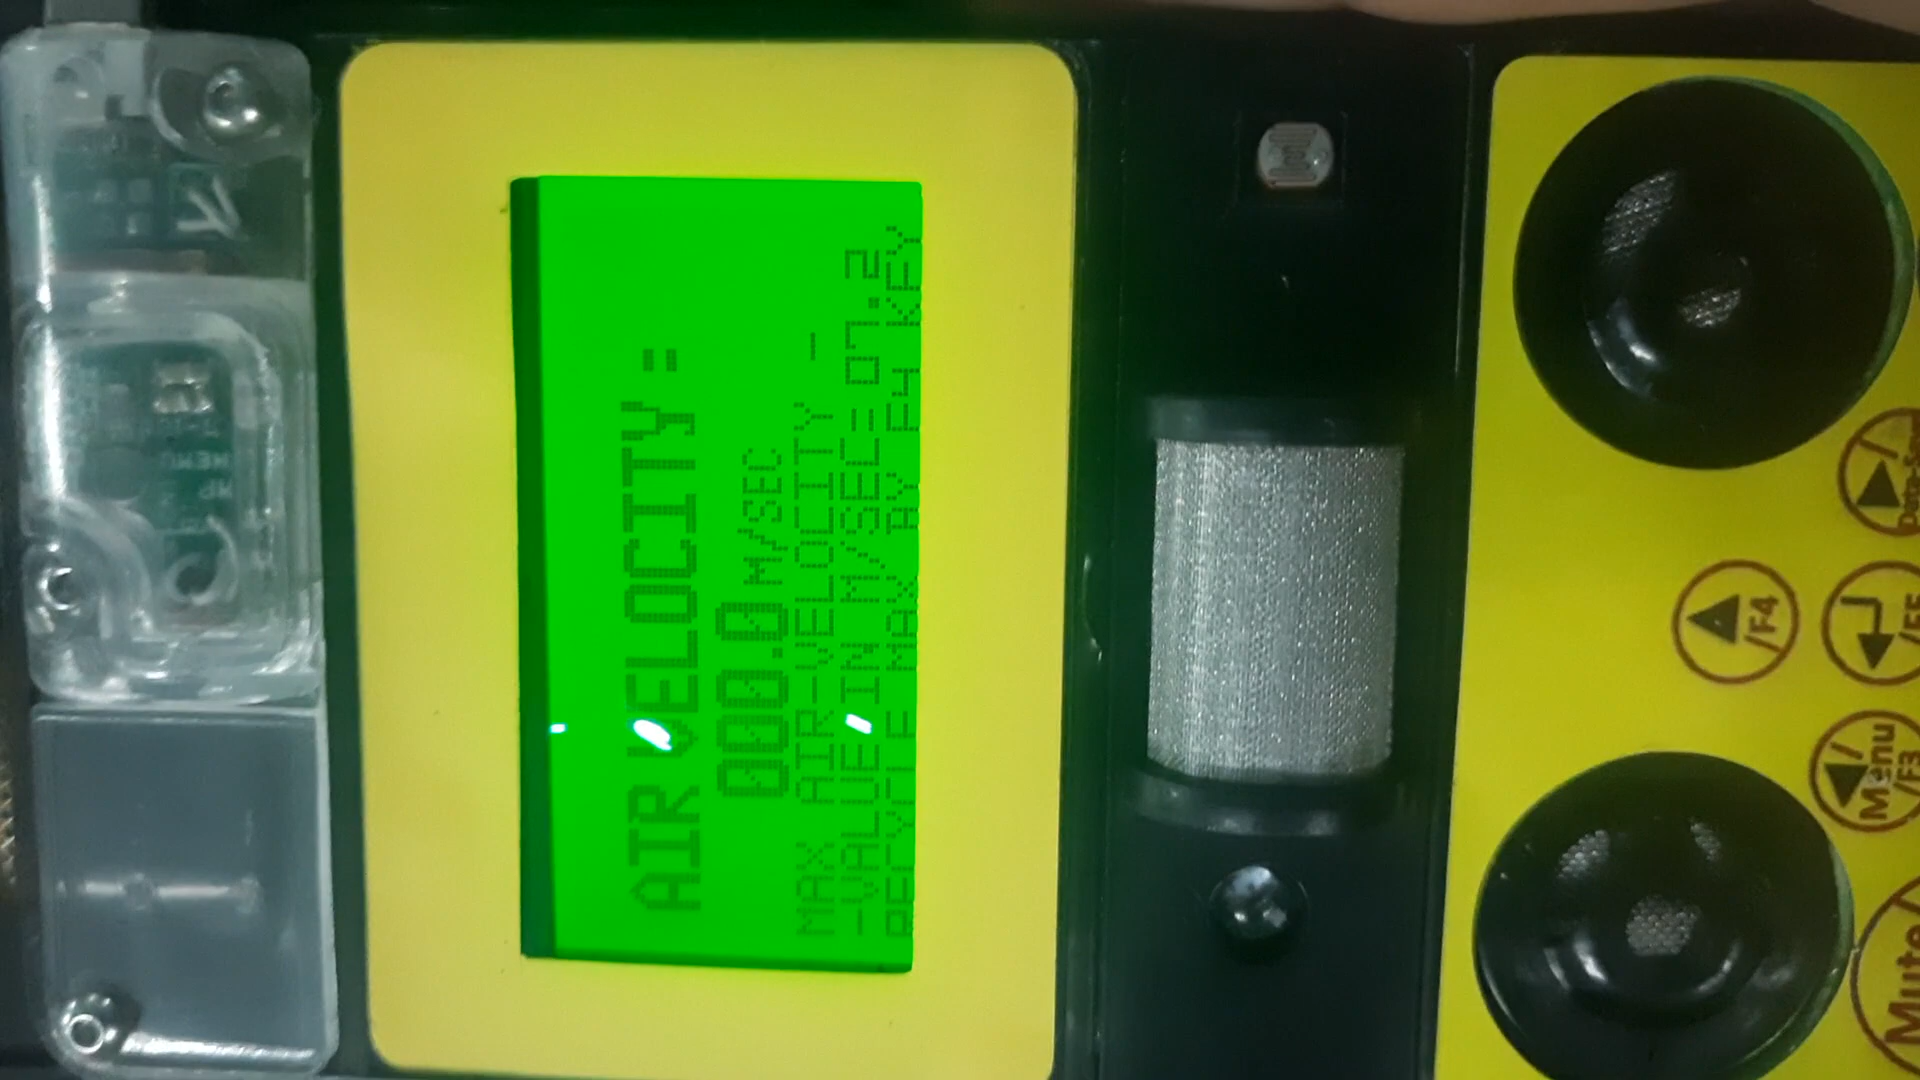 AIR VELOCITY =
000.0 M/SEC
MAX AIR-VELOCITY -
-VALUE IN M/SEC=07.2
RECYCLE MAX AV F4 KEY
/F4
/F5
Menu
/F3
Mute/